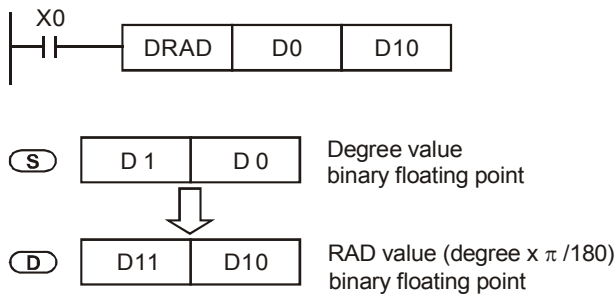 X0
DRAD D0 D10
S D 1 D 0 Degree value
binary floating point
D D11 D10 RAD value (degree x π /180)
binary floating point